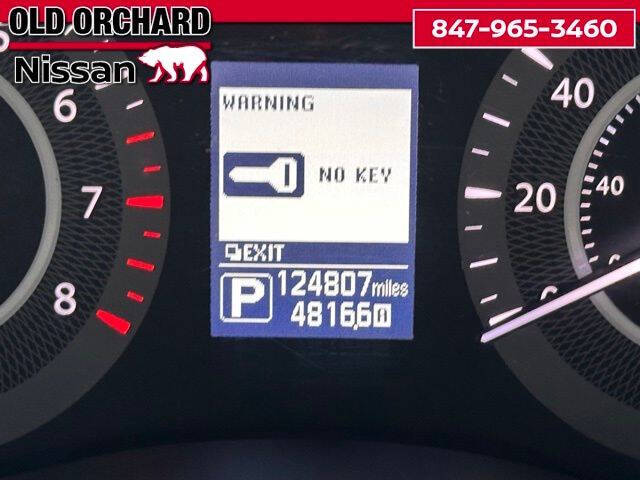 OLD ORCHARD
Nissan
847-965-3460
WARNING
NO KEY
EXIT
P
124807 miles
4816.6
6
7
8
40
20
0
40